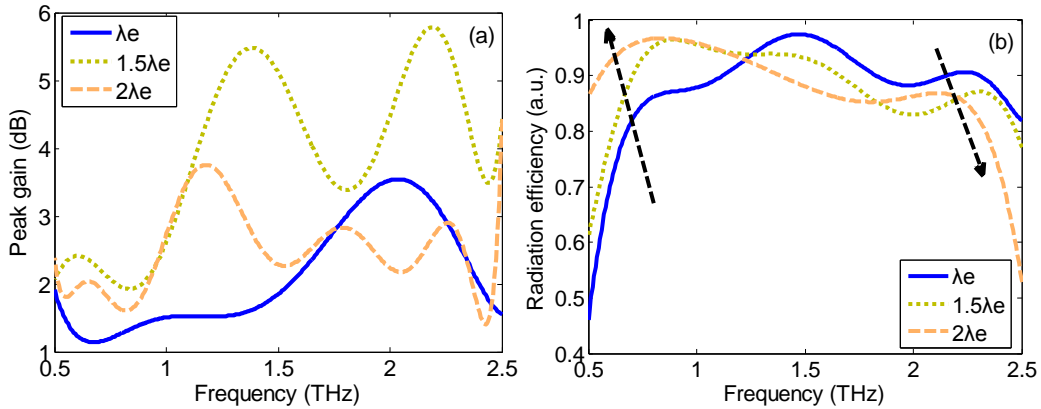 (a)
λe
1.5λe
2λe
Peak gain (dB)
6
5
4
3
2
1
0.5 1 1.5 2 2.5
Frequency (THz)
(b)
Radiation efficiency (a.u.)
1
0.9
0.8
0.7
0.6
0.5
0.4
λe
1.5λe
2λe
0.5 1 1.5 2 2.5
Frequency (THz)